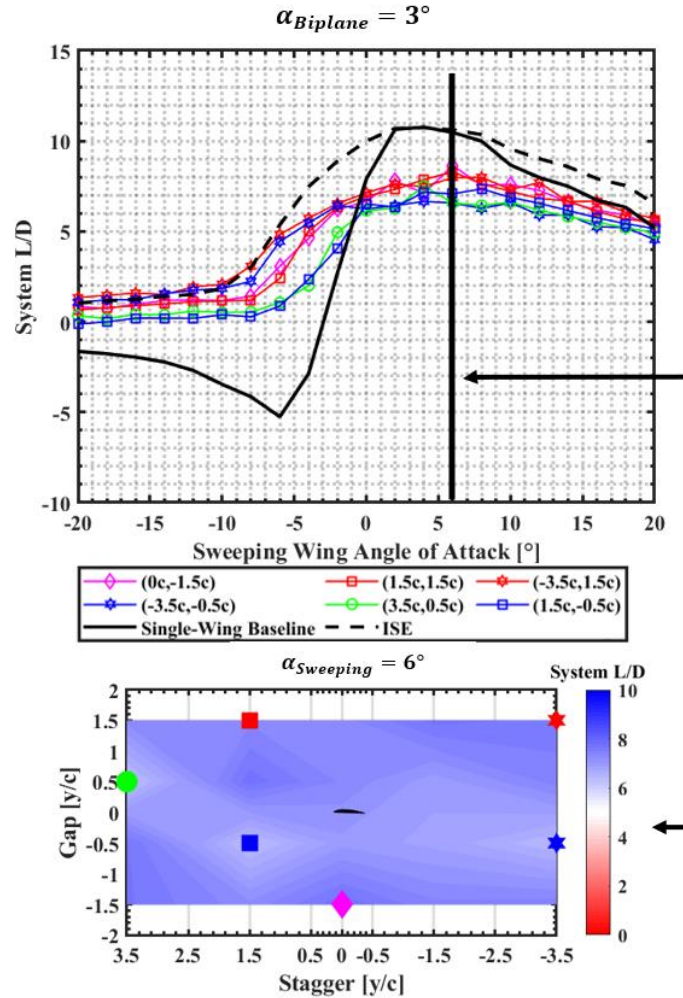 α_Biplane = 3°
15
10
5
0
-5
-10
System L/D
-20 -15 -10 -5 0 5 10 15 20
Sweeping Wing Angle of Attack [°]
(0c,-1.5c) (1.5c,1.5c) (-3.5c,1.5c)
(-3.5c,-0.5c) (3.5c,0.5c) (1.5c,-0.5c)
Single-Wing Baseline ISE
α_Sweeping = 6°
System L/D
2
1.5
1
0.5
0
-0.5
-1
-1.5
-2
Gap [y/c]
3.5 2.5 1.5 0.5 0 -0.5 -1.5 -2.5 -3.5
Stagger [y/c]
10
8
6
4
2
0